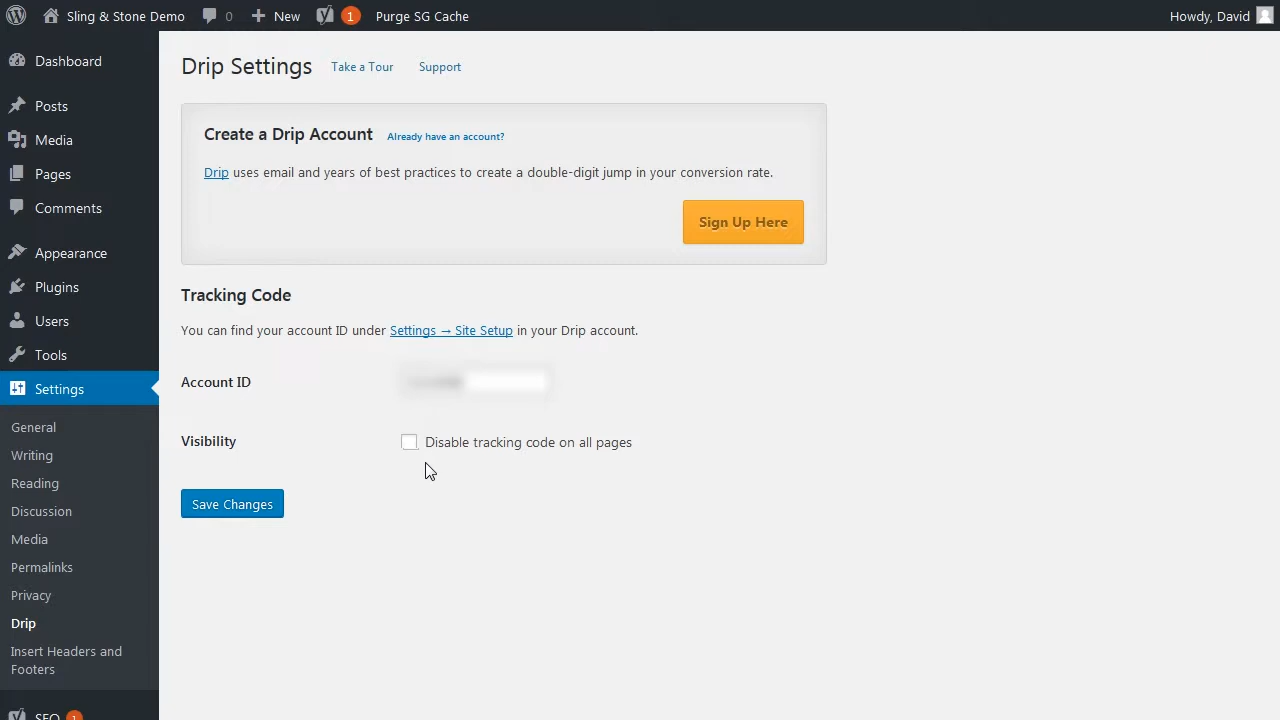 Sling & Stone Demo 0 New 1 Purge SG Cache Howdy, David
Dashboard
Posts
Media
Pages
Comments
Appearance
Plugins
Users
Tools
Settings
General
Writing
Reading
Discussion
Media
Permalinks
Privacy
Drip
Insert Headers and
Footers
SEO 1
Drip Settings Take a Tour Support
Create a Drip Account Already have an account?
Drip uses email and years of best practices to create a double-digit jump in your conversion rate.
Sign Up Here
Tracking Code
You can find your account ID under Settings → Site Setup in your Drip account.
Account ID
Visibility Disable tracking code on all pages
Save Changes